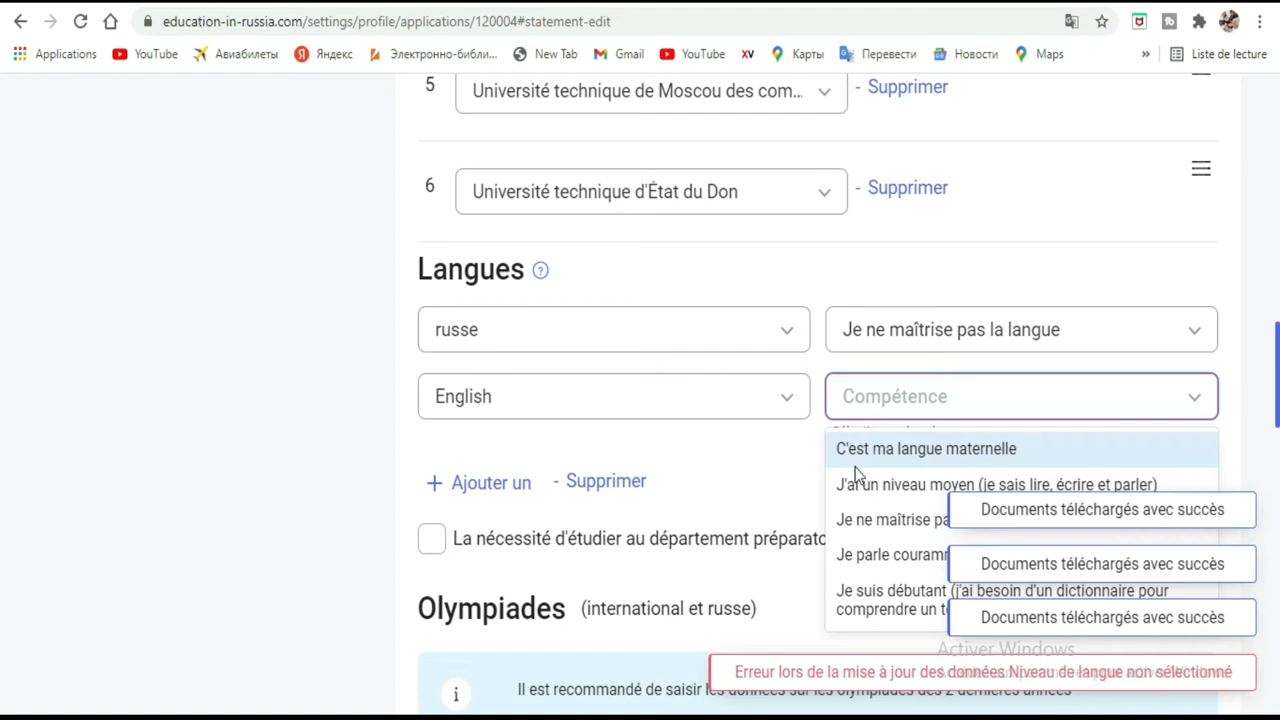 education-in-russia.com/settings/profile/applications/120004#statement-edit
Applications YouTube Авиабилеты Яндекс Электронно-библи... New Tab Gmail YouTube XV Карты Перевести Новости Maps » Liste de lecture
5 Université technique de Moscou des com... - Supprimer
6 Université technique d'État du Don - Supprimer
Langues ?
russe Je ne maîtrise pas la langue
English Compétence
C'est ma langue maternelle
+ Ajouter un - Supprimer
J'ai un niveau moyen (je sais lire, écrire et parler)
Documents téléchargés avec succès
Je ne maîtrise pa
La nécessité d'étudier au département préparato
Je parle couramm
Documents téléchargés avec succès
Je suis débutant (j'ai besoin d'un dictionnaire pour
comprendre un t
Olympiades (international et russe)
Documents téléchargés avec succès
Activer Windows
Erreur lors de la mise à jour des données Niveau de langue non sélectionné
i Il est recommandé de saisir les données sur les olympiades des 2 dernières années